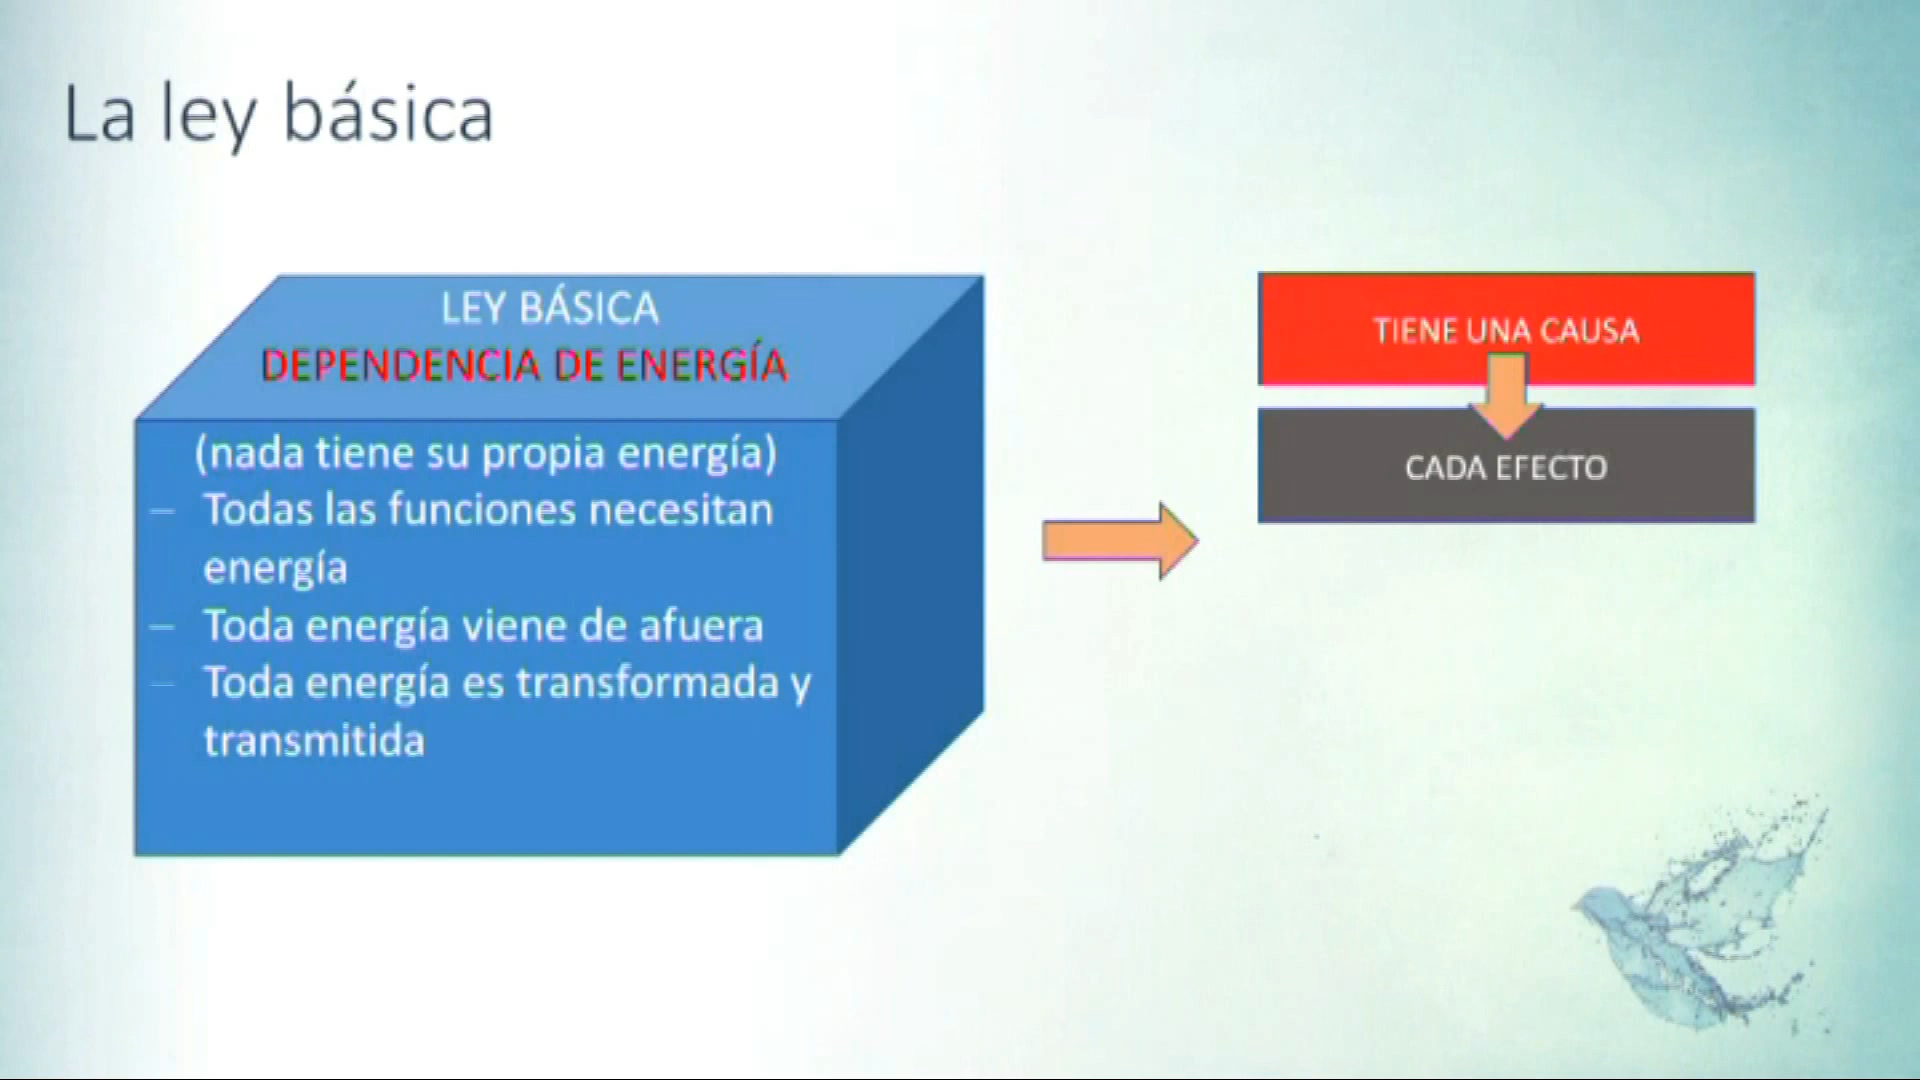 La ley básica
LEY BÁSICA
DEPENDENCIA DE ENERGÍA
(nada tiene su propia energía)
– Todas las funciones necesitan
energía
– Toda energía viene de afuera
– Toda energía es transformada y
transmitida
TIENE UNA CAUSA
CADA EFECTO